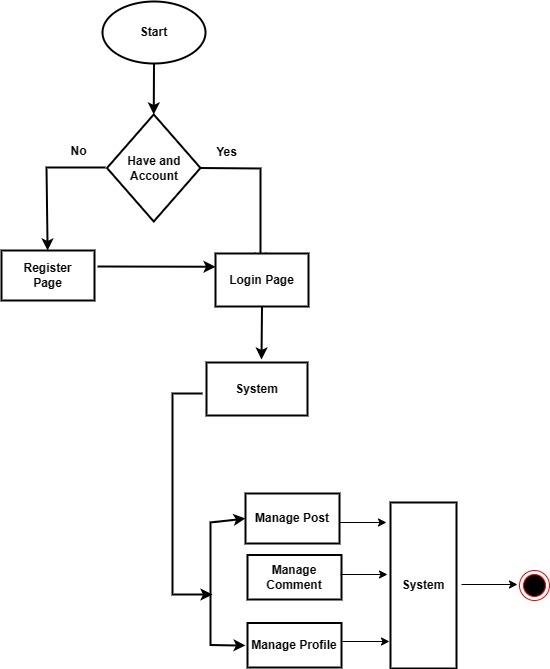 Start
No
Have and
Account
Yes
Register
Page
Login Page
System
Manage Post
Manage
Comment
System
Manage Profile